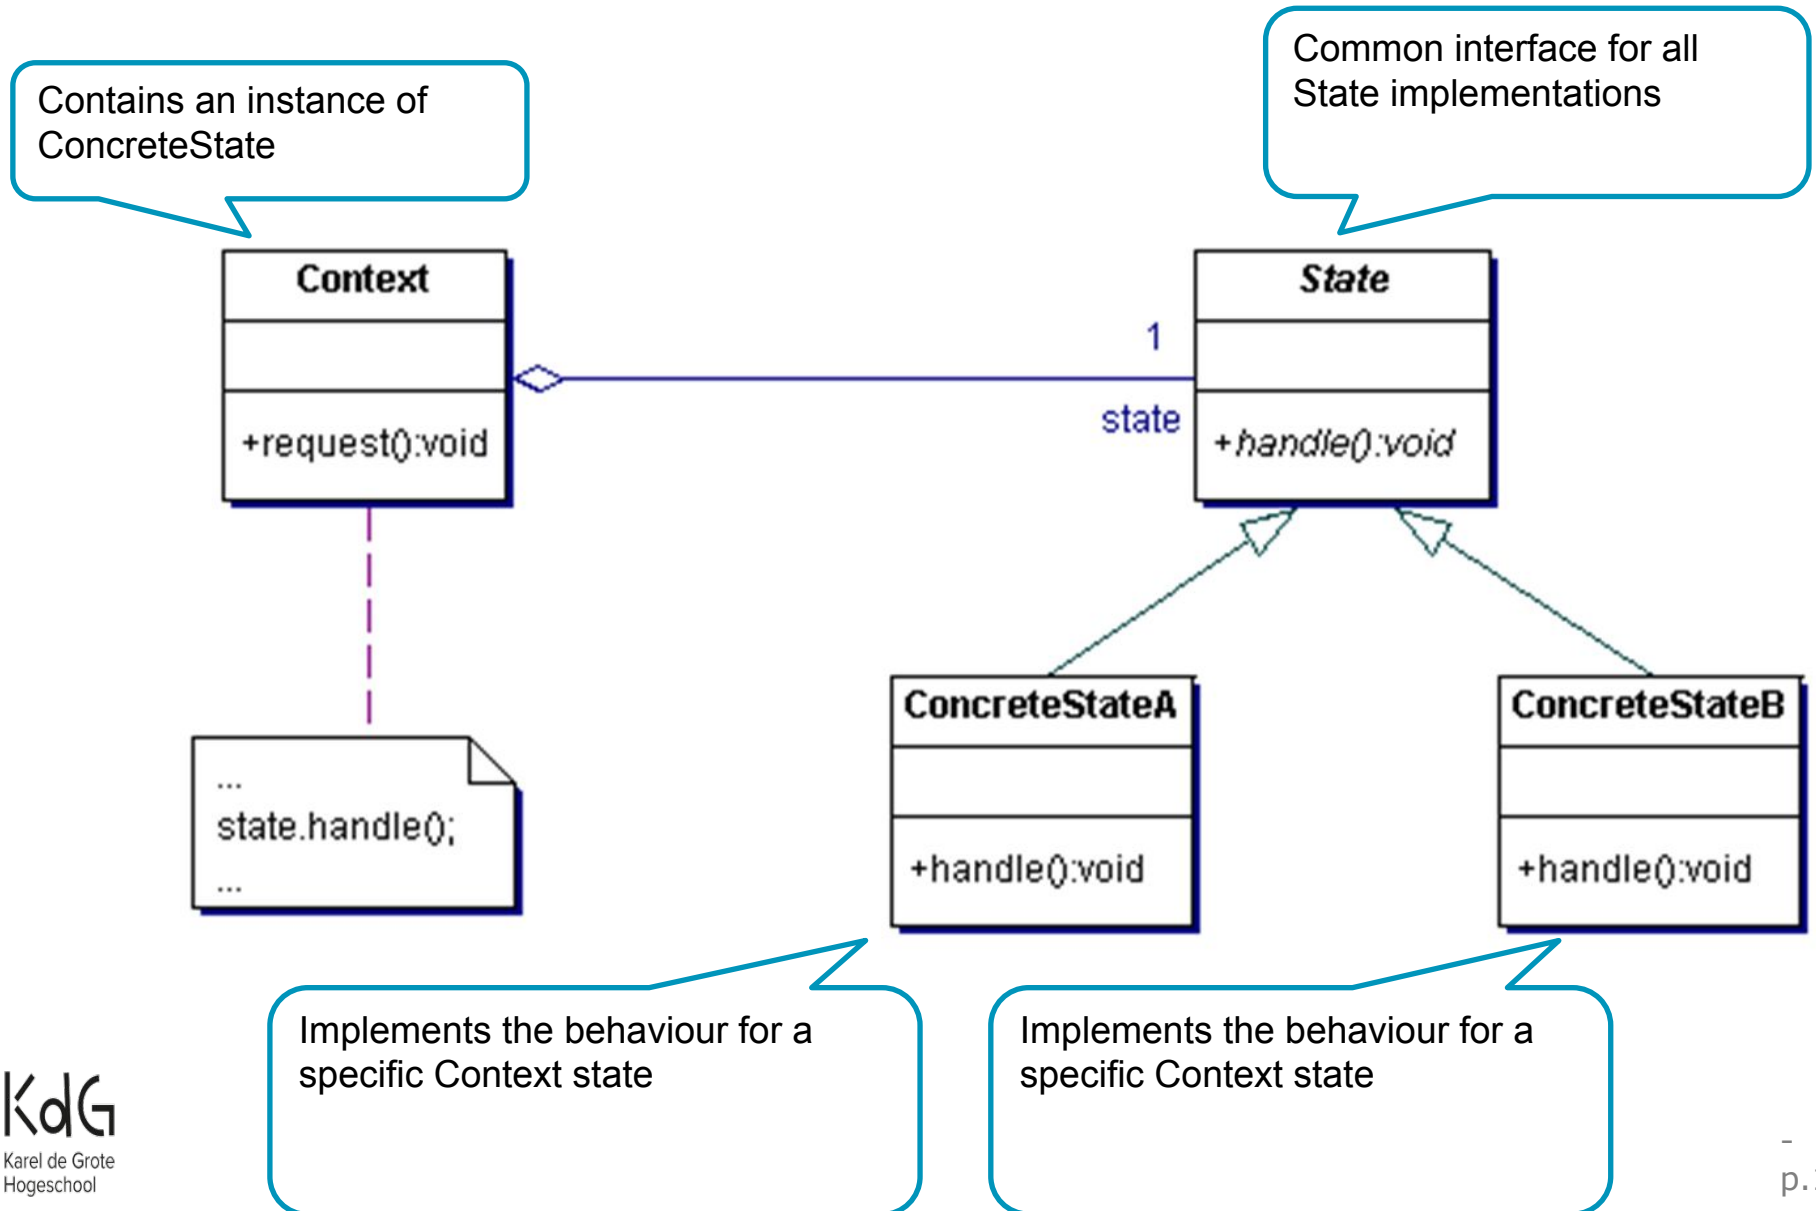 Contains an instance of
ConcreteState
Common interface for all
State implementations
Context
+request():void
1
state
State
+handle():void
...
state.handle();
...
ConcreteStateA
+handle():void
ConcreteStateB
+handle():void
Implements the behaviour for a
specific Context state
Implements the behaviour for a
specific Context state
KdG
Karel de Grote
Hogeschool
-
p.